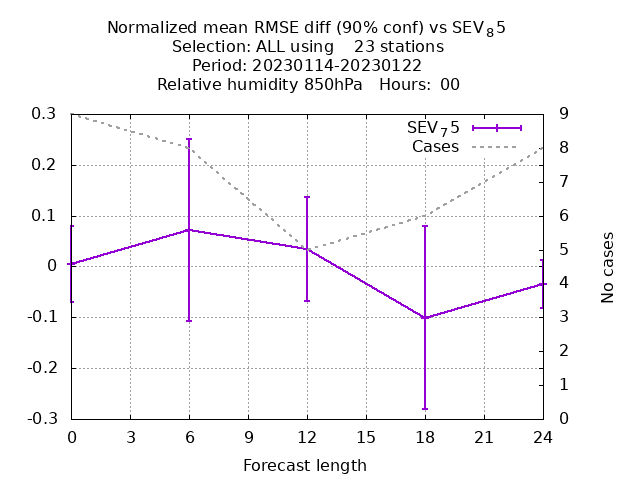 Normalized mean RMSE diff (90% conf) vs SEV₈5
Selection: ALL using    23 stations
Period: 20230114-20230122
Relative humidity 850hPa   Hours:  00
SEV₇5
Cases
0.3
0.2
0.1
0
-0.1
-0.2
-0.3
9
8
7
6
5
4
3
2
1
0
No cases
0 3 6 9 12 15 18 21 24
Forecast length